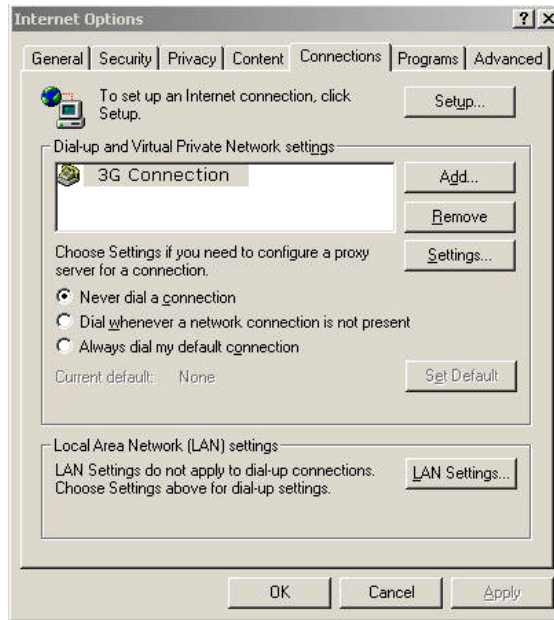 Internet Options
General Security Privacy Content Connections Programs Advanced
To set up an Internet connection, click
Setup.
Setup...
Dial-up and Virtual Private Network settings
3G Connection
Add...
Remove
Choose Settings if you need to configure a proxy
server for a connection.
Settings...
Never dial a connection
Dial whenever a network connection is not present
Always dial my default connection
Current default: None
Set Default
Local Area Network (LAN) settings
LAN Settings do not apply to dial-up connections.
Choose Settings above for dial-up settings.
LAN Settings...
OK Cancel Apply